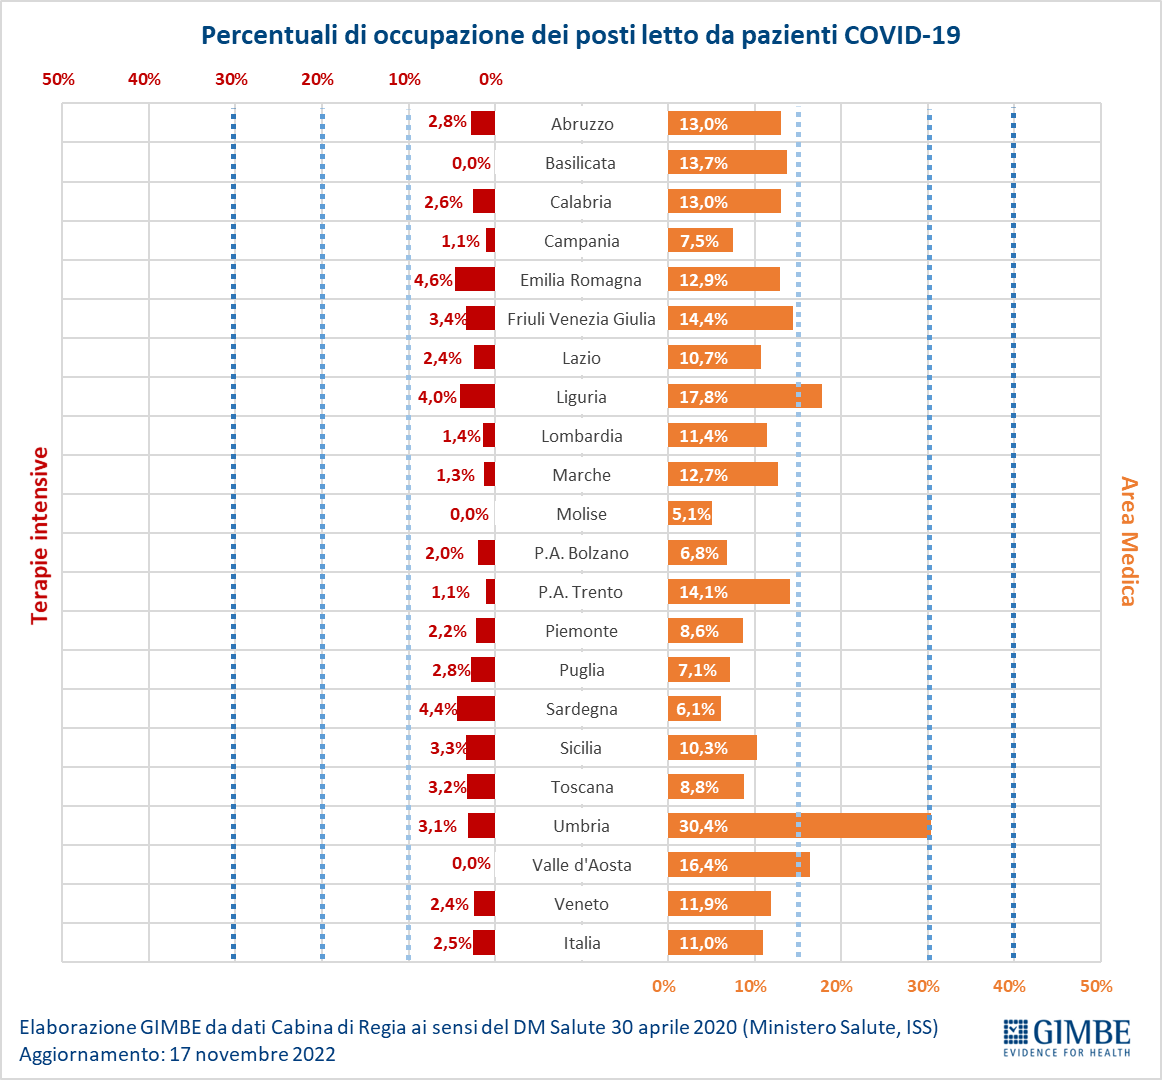 Percentuali di occupazione dei posti letto da pazienti COVID-19
50% 40% 30% 20% 10% 0%
2,8% Abruzzo 13,0%
0,0% Basilicata 13,7%
2,6% Calabria 13,0%
1,1% Campania 7,5%
4,6% Emilia Romagna 12,9%
3,4% Friuli Venezia Giulia 14,4%
2,4% Lazio 10,7%
4,0% Liguria 17,8%
1,4% Lombardia 11,4%
1,3% Marche 12,7%
0,0% Molise 5,1%
2,0% P.A. Bolzano 6,8%
1,1% P.A. Trento 14,1%
2,2% Piemonte 8,6%
2,8% Puglia 7,1%
4,4% Sardegna 6,1%
3,3% Sicilia 10,3%
3,2% Toscana 8,8%
3,1% Umbria 30,4%
0,0% Valle d'Aosta 16,4%
2,4% Veneto 11,9%
2,5% Italia 11,0%
Terapie intensive
Area Medica
0% 10% 20% 30% 40% 50%
Elaborazione GIMBE da dati Cabina di Regia ai sensi del DM Salute 30 aprile 2020 (Ministero Salute, ISS)
Aggiornamento: 17 novembre 2022
GIMBE
EVIDENCE FOR HEALTH